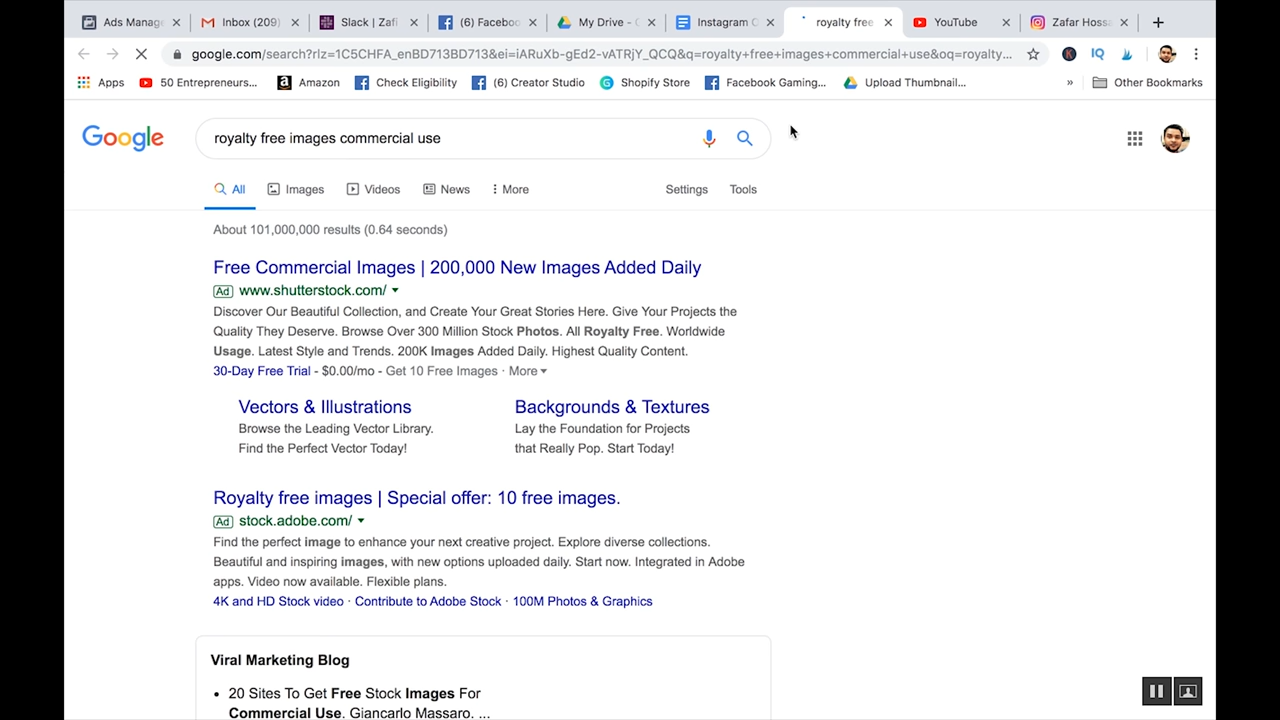 Ads Manag
Inbox (209)
Slack | Zafi
(6) Faceboo
My Drive - G
Instagram C
royalty free
YouTube
Zafar Hossa
google.com/search?rlz=1C5CHFA_enBD713BD713&ei=iARuXb-gEd2-vATRjY_QCQ&q=royalty+free+images+commercial+use&oq=royalty...
Apps
50 Entrepreneurs...
Amazon
Check Eligibility
(6) Creator Studio
Shopify Store
Facebook Gaming...
Upload Thumbnail...
»
Other Bookmarks
Google
royalty free images commercial use
All
Images
Videos
News
More
Settings
Tools
About 101,000,000 results (0.64 seconds)
Free Commercial Images | 200,000 New Images Added Daily
Ad www.shutterstock.com/
Discover Our Beautiful Collection, and Create Your Great Stories Here. Give Your Projects the
Quality They Deserve. Browse Over 300 Million Stock Photos. All Royalty Free. Worldwide
Usage. Latest Style and Trends. 200K Images Added Daily. Highest Quality Content.
30-Day Free Trial - $0.00/mo - Get 10 Free Images · More
Vectors & Illustrations
Browse the Leading Vector Library.
Find the Perfect Vector Today!
Backgrounds & Textures
Lay the Foundation for Projects
that Really Pop. Start Today!
Royalty free images | Special offer: 10 free images.
Ad stock.adobe.com/
Find the perfect image to enhance your next creative project. Explore diverse collections.
Beautiful and inspiring images, with new options uploaded daily. Start now. Integrated in Adobe
apps. Video now available. Flexible plans.
4K and HD Stock video · Contribute to Adobe Stock · 100M Photos & Graphics
Viral Marketing Blog
• 20 Sites To Get Free Stock Images For
Commercial Use. Giancarlo Massaro. ...